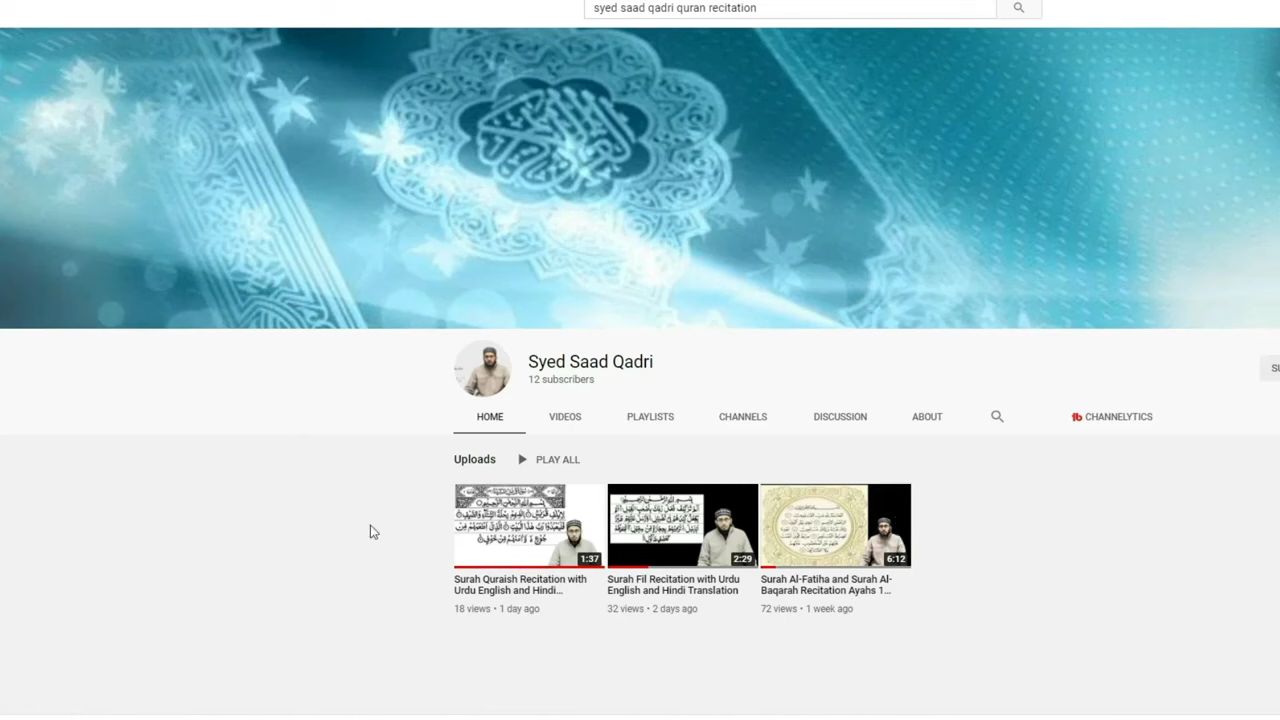 syed saad qadri quran recitation
Syed Saad Qadri
12 subscribers
HOME VIDEOS PLAYLISTS CHANNELS DISCUSSION ABOUT CHANNELYTICS
Uploads PLAY ALL
1:37 2:29 6:12
Surah Quraish Recitation with
Urdu English and Hindi...
18 views • 1 day ago
Surah Fil Recitation with Urdu
English and Hindi Translation
32 views • 2 days ago
Surah Al-Fatiha and Surah Al-
Baqarah Recitation Ayahs 1...
72 views • 1 week ago